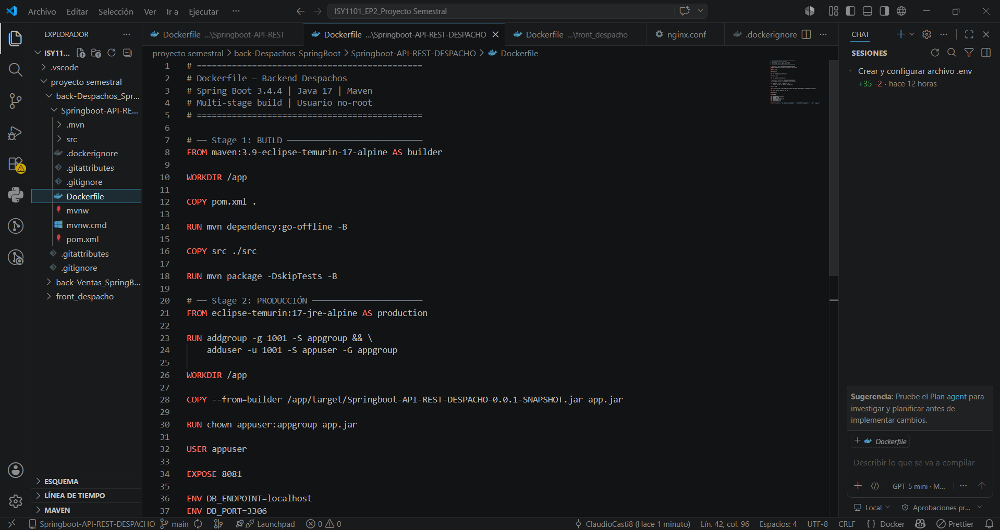 Archivo Editar Selección Ver Ir a Ejecutar ···
ISY1101_EP2_Proyecto Semestral
EXPLORADOR ···
ISY11...
.vscode
proyecto semestral
back-Despachos_Spr...
Springboot-API-RE...
.mvn
src
.dockerignore
.gitattributes
.gitignore
Dockerfile
mvnw
mvnw.cmd
pom.xml
.gitattributes
.gitignore
back-Ventas_SpringB...
front_despacho
ESQUEMA
LÍNEA DE TIEMPO
MAVEN
Dockerfile ...\Springboot-API-REST
Dockerfile ...\Springboot-API-REST-DESPACHO
Dockerfile ...\front_despacho
nginx.conf
.dockerignore
proyecto semestral > back-Despachos_SpringBoot > Springboot-API-REST-DESPACHO > Dockerfile
1 # =============================================
2 # Dockerfile — Backend Despachos
3 # Spring Boot 3.4.4 | Java 17 | Maven
4 # Multi-stage build | Usuario no-root
5 # =============================================
6
7 # ── Stage 1: BUILD ───────────────────────────
8 FROM maven:3.9-eclipse-temurin-17-alpine AS builder
9
10 WORKDIR /app
11
12 COPY pom.xml .
13
14 RUN mvn dependency:go-offline -B
15
16 COPY src ./src
17
18 RUN mvn package -DskipTests -B
19
20 # ── Stage 2: PRODUCCIÓN ──────────────────────
21 FROM eclipse-temurin:17-jre-alpine AS production
22
23 RUN addgroup -g 1001 -S appgroup && \
24     adduser -u 1001 -S appuser -G appgroup
25
26 WORKDIR /app
27
28 COPY --from=builder /app/target/Springboot-API-REST-DESPACHO-0.0.1-SNAPSHOT.jar app.jar
29
30 RUN chown appuser:appgroup app.jar
31
32 USER appuser
33
34 EXPOSE 8081
35
36 ENV DB_ENDPOINT=localhost
37 ENV DB_PORT=3306
CHAT
SESIONES
Crear y configurar archivo .env
+35 -2 · hace 12 horas
Sugerencia: Pruebe el Plan agent para
investigar y planificar antes de
implementar cambios.
Dockerfile
Describir lo que se va a compilar
GPT-5 mini · M...
Local
Aprobaciones pr...
Springboot-API-REST-DESPACHO main Launchpad 0 0
ClaudioCasti8 (Hace 1 minuto) Lín. 42, col. 96 Espacios: 4 UTF-8 CRLF { } Docker Prettier